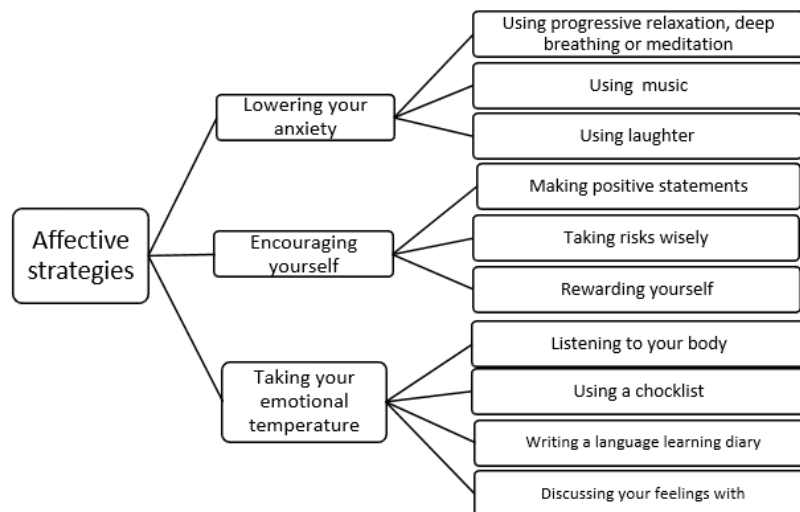 Affective
strategies
Lowering your
anxiety
Using progressive relaxation, deep
breathing or meditation
Using music
Using laughter
Encouraging
yourself
Making positive statements
Taking risks wisely
Rewarding yourself
Taking your
emotional
temperature
Listening to your body
Using a chocklist
Writing a language learning diary
Discussing your feelings with